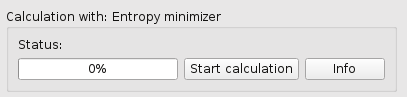 Calculation with: Entropy minimizer
Status:
0% Start calculation Info